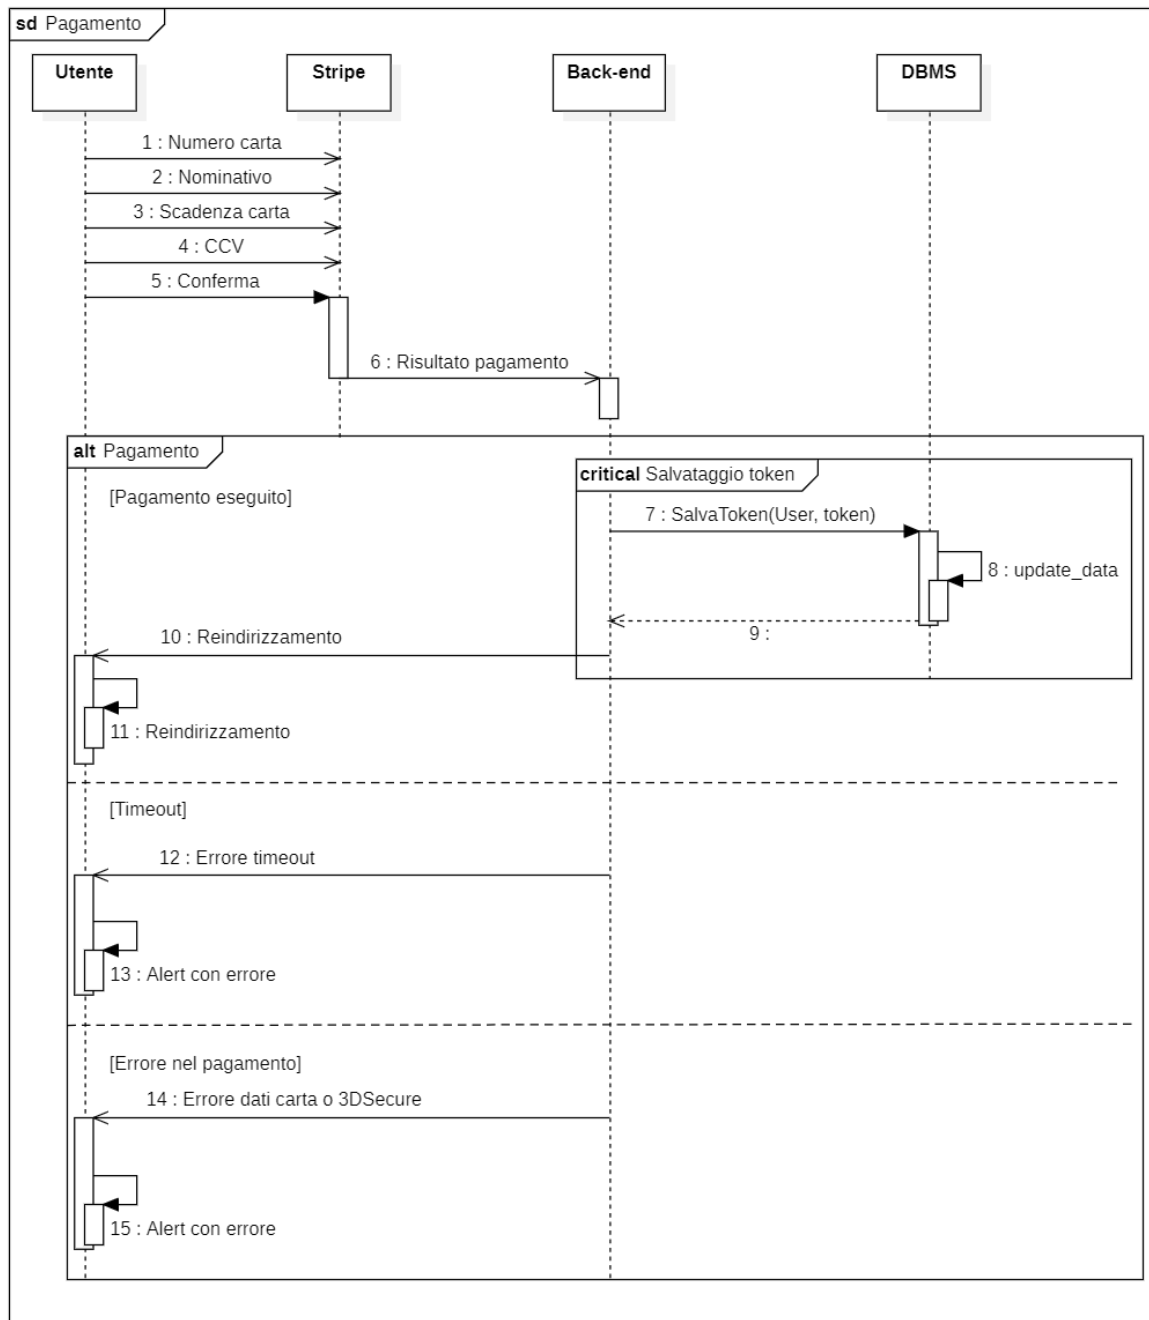 sd Pagamento
Utente
Stripe
Back-end
DBMS
1 : Numero carta
2 : Nominativo
3 : Scadenza carta
4 : CCV
5 : Conferma
6 : Risultato pagamento
alt Pagamento
critical Salvataggio token
[Pagamento eseguito]
7 : SalvaToken(User, token)
8 : update_data
9 :
10 : Reindirizzamento
11 : Reindirizzamento
[Timeout]
12 : Errore timeout
13 : Alert con errore
[Errore nel pagamento]
14 : Errore dati carta o 3DSecure
15 : Alert con errore